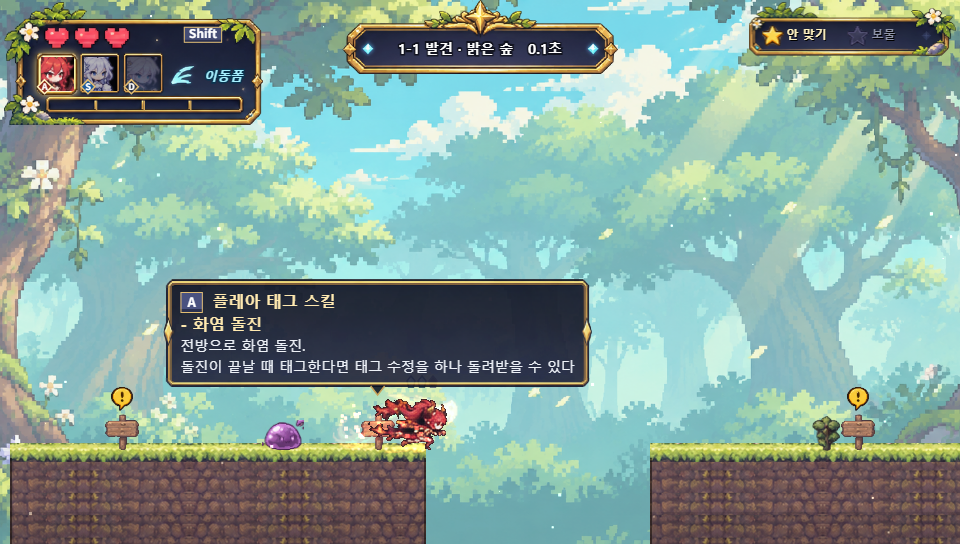 Shift
A
S
D
이동폼
1-1 발견 · 밝은 숲 0.1초
안 맞기
보물
A 플레아 태그 스킬
- 화염 돌진
전방으로 화염 돌진.
돌진이 끝날 때 태그한다면 태그 수정을 하나 돌려받을 수 있다
!
!